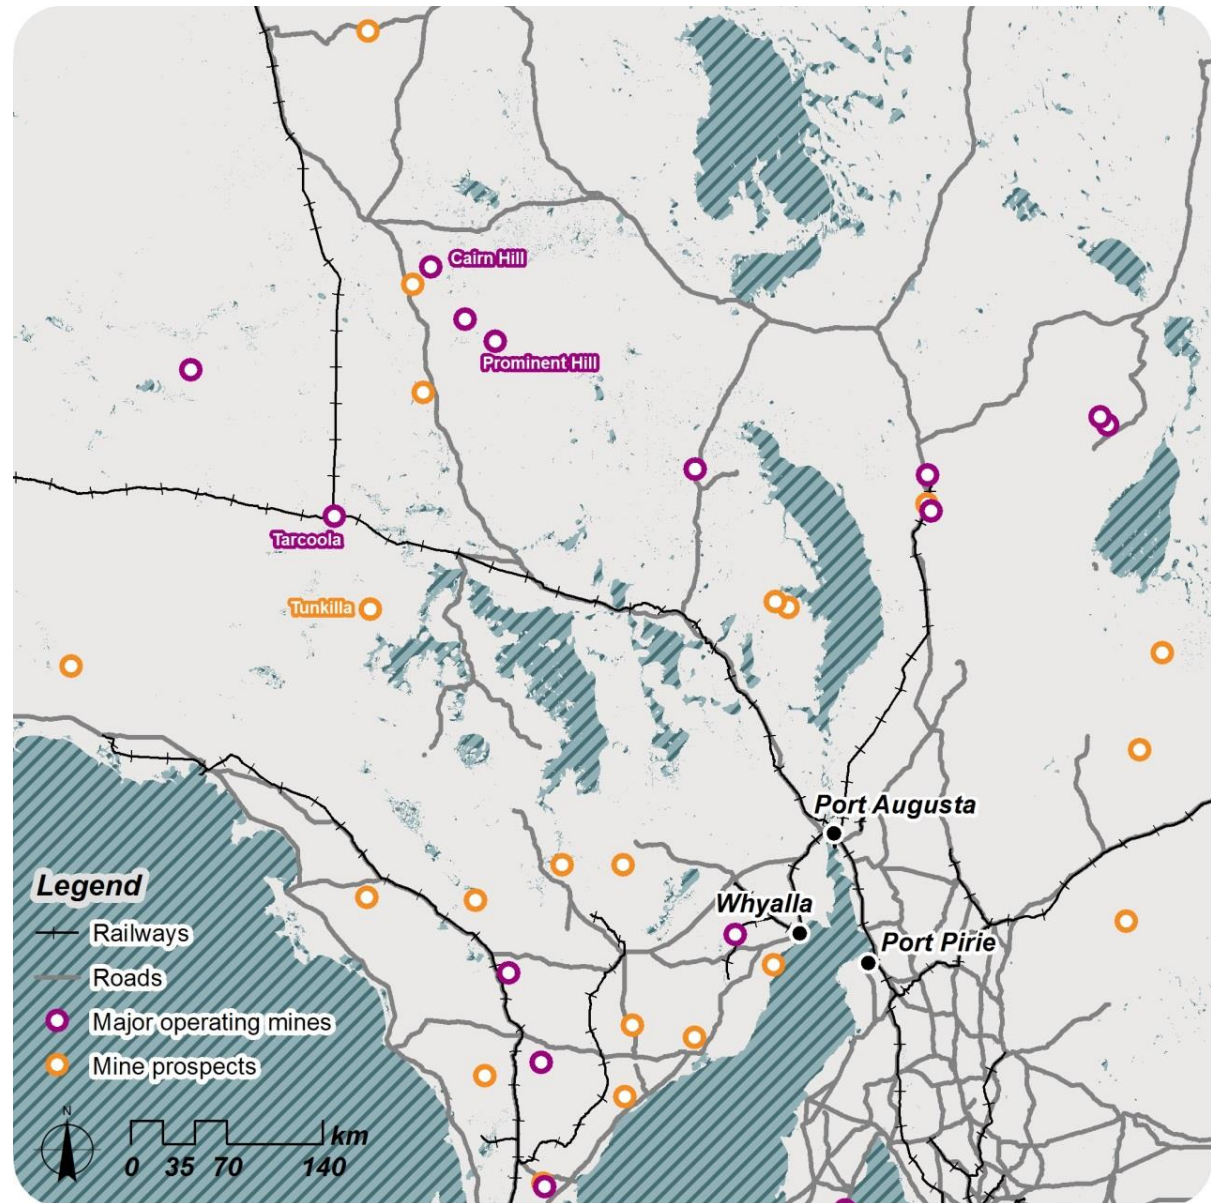 Cairn Hill
Prominent Hill
Tarcoola
Tunkilla
Port Augusta
Whyalla
Port Pirie
Legend
Railways
Roads
Major operating mines
Mine prospects
N
km
0 35 70 140